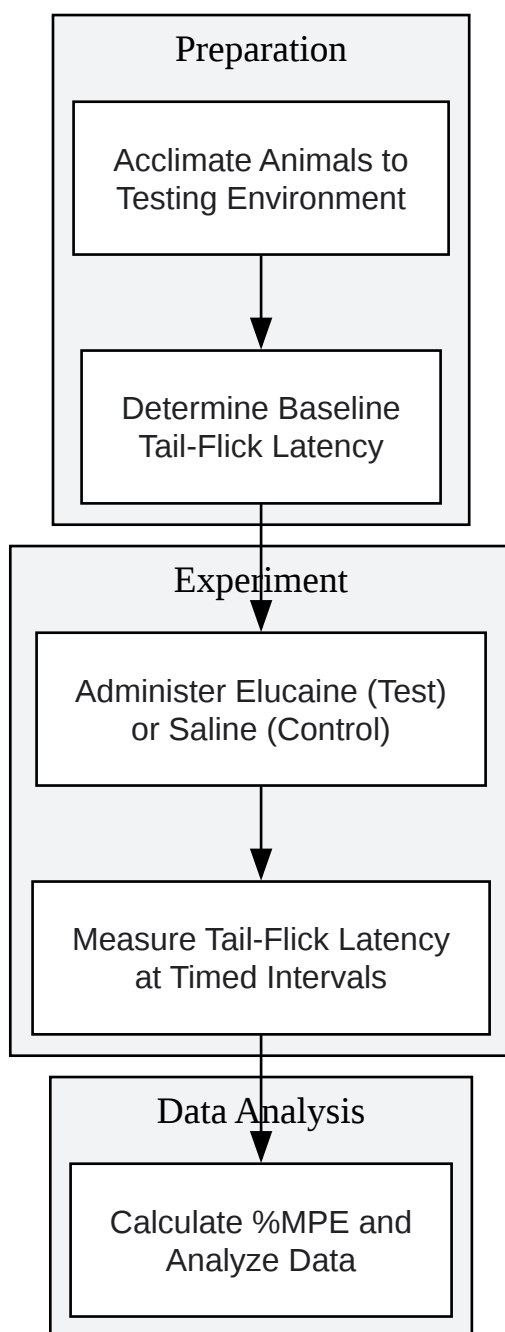 Preparation
Acclimate Animals to
Testing Environment
Determine Baseline
Tail-Flick Latency
Experiment
Administer Elucaine (Test)
or Saline (Control)
Measure Tail-Flick Latency
at Timed Intervals
Data Analysis
Calculate %MPE and
Analyze Data